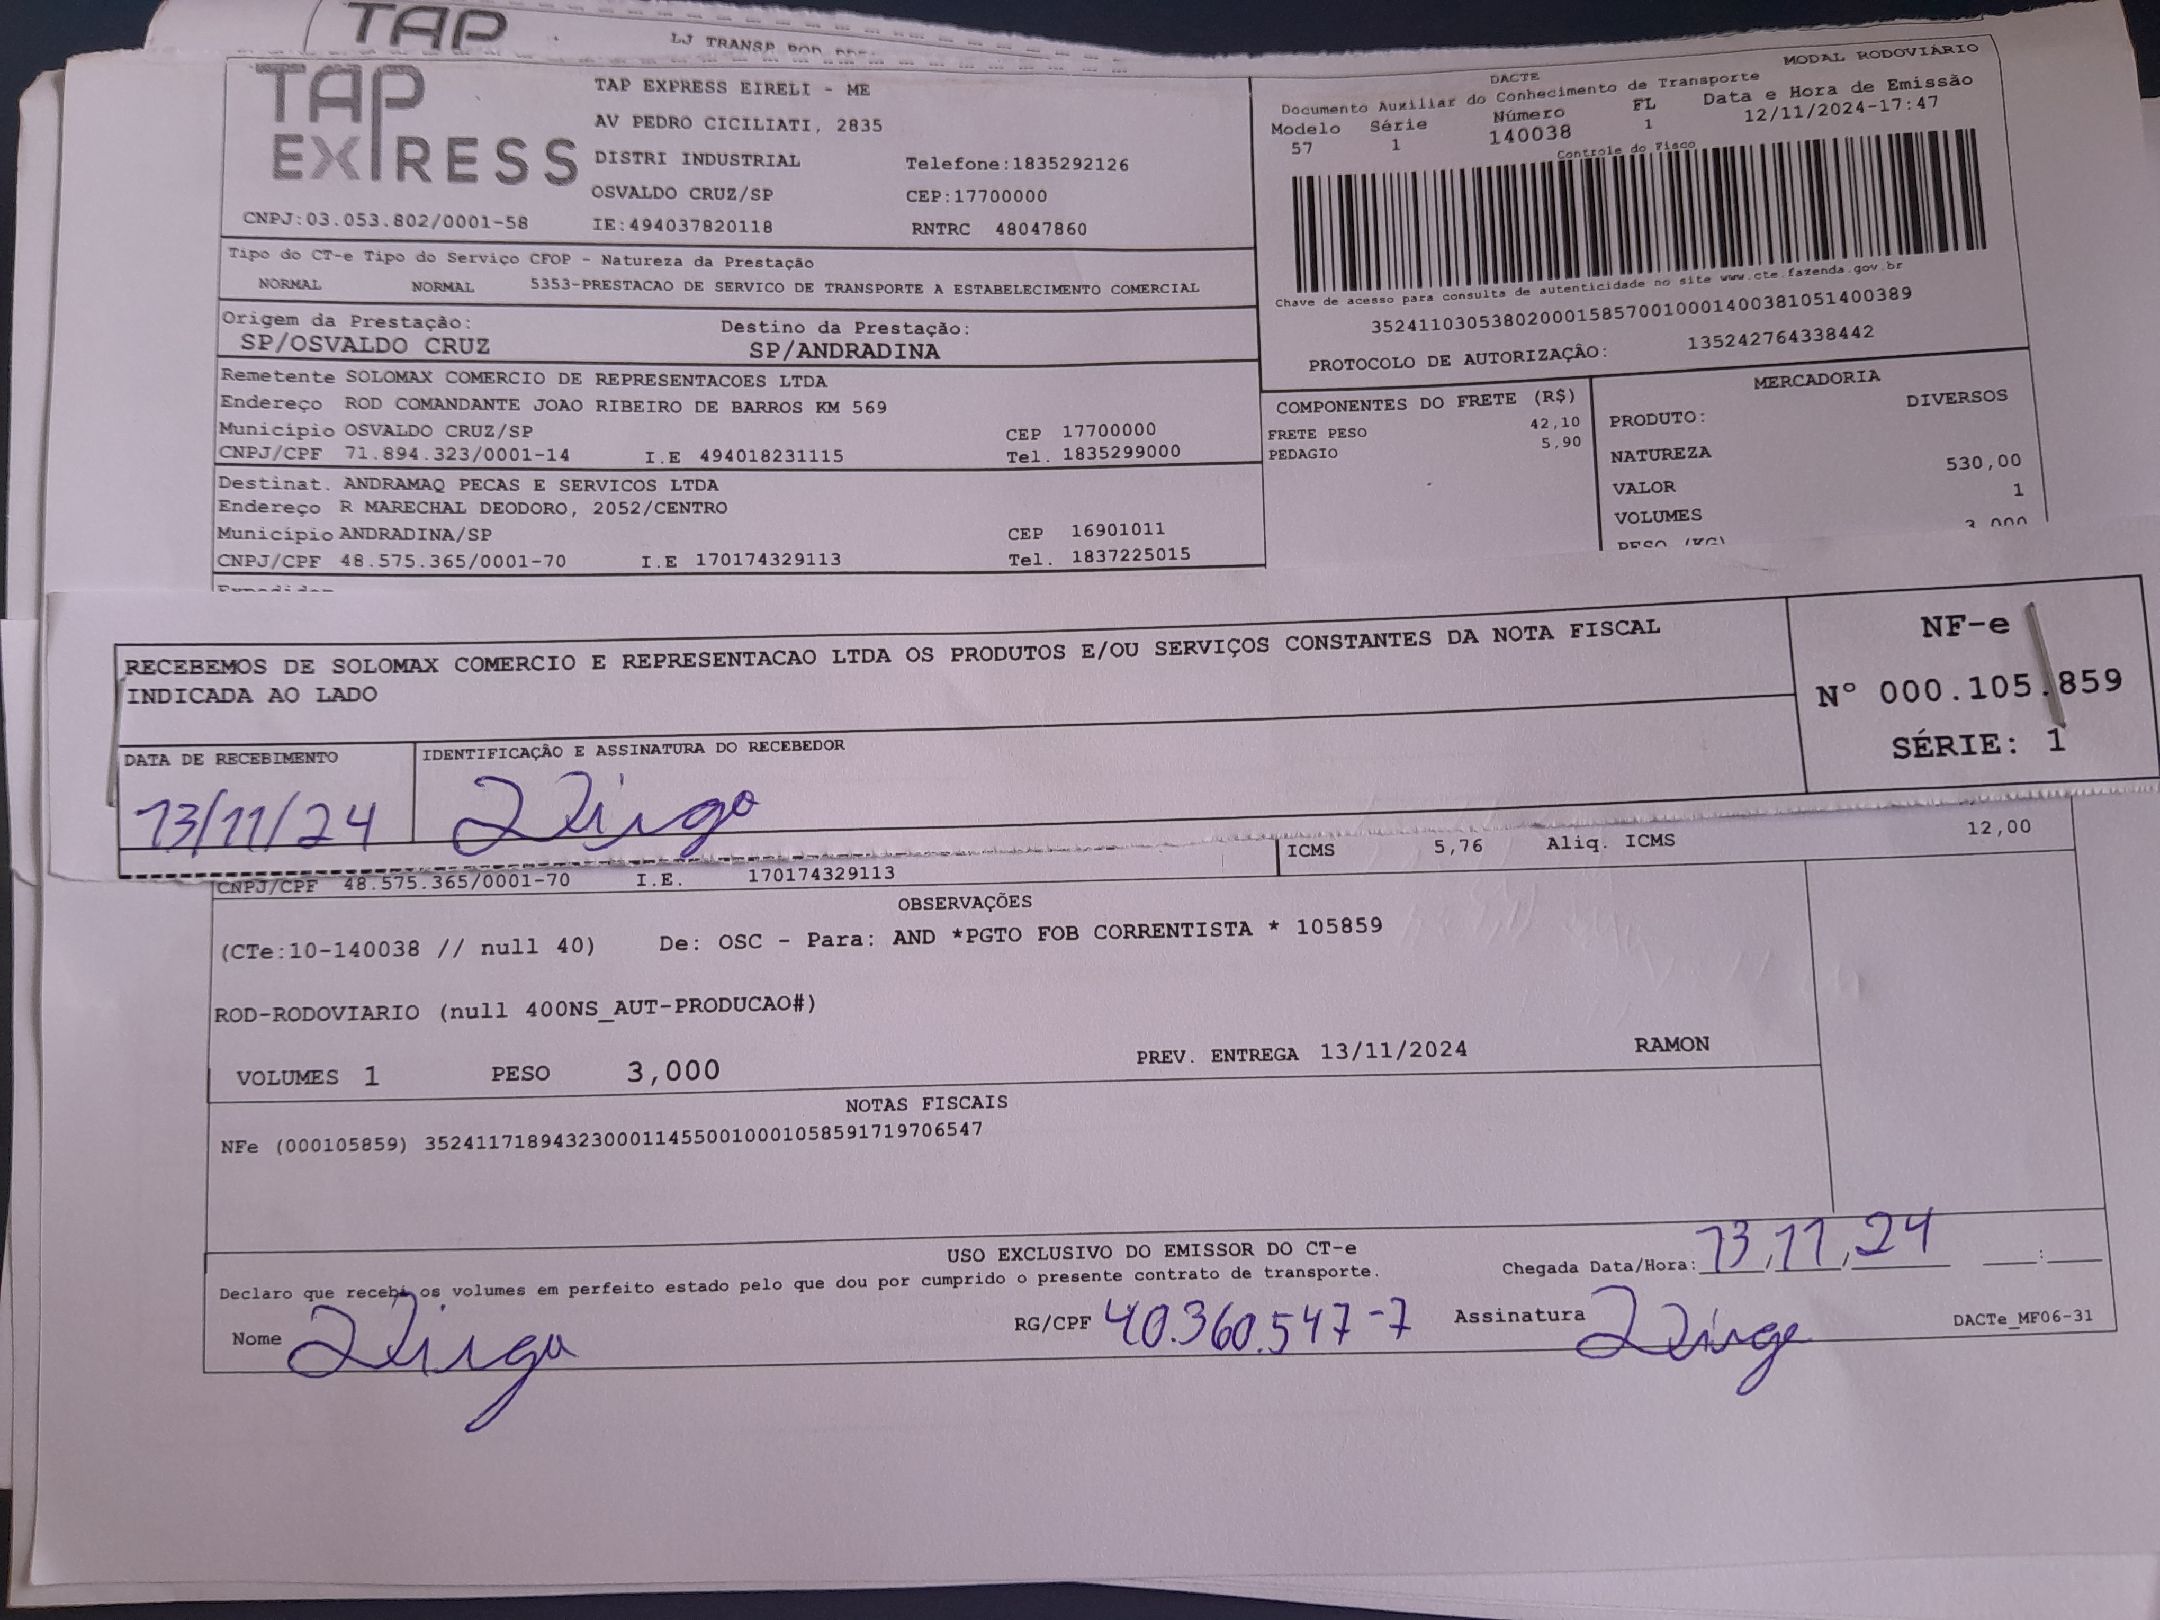 TAP
LJ TRANSP
TAP EXPRESS
TAP EXPRESS EIRELI - ME
AV PEDRO CICILIATI, 2835
DISTRI INDUSTRIAL Telefone:1835292126
OSVALDO CRUZ/SP CEP:17700000
CNPJ:03.053.802/0001-58 IE:494037820118 RNTRC 48047860
DACTE MODAL RODOVIÁRIO
Documento Auxiliar do Conhecimento de Transporte
Modelo Série Número FL Data e Hora de Emissão
57 1 140038 1 12/11/2024-17:47
Controle do Fisco
Chave de acesso para consulta de autenticidade no site www.cte.fazenda.gov.br
35241103053802000158570010001400381051400389
PROTOCOLO DE AUTORIZAÇÃO: 135242764338442
Tipo do CT-e Tipo do Serviço CFOP - Natureza da Prestação
NORMAL NORMAL 5353-PRESTACAO DE SERVICO DE TRANSPORTE A ESTABELECIMENTO COMERCIAL
Origem da Prestação: Destino da Prestação:
SP/OSVALDO CRUZ SP/ANDRADINA
Remetente SOLOMAX COMERCIO DE REPRESENTACOES LTDA
Endereço ROD COMANDANTE JOAO RIBEIRO DE BARROS KM 569
Município OSVALDO CRUZ/SP CEP 17700000
CNPJ/CPF 71.894.323/0001-14 I.E 494018231115 Tel. 1835299000
Destinat. ANDRAMAQ PECAS E SERVICOS LTDA
Endereço R MARECHAL DEODORO, 2052/CENTRO
Município ANDRADINA/SP CEP 16901011
CNPJ/CPF 48.575.365/0001-70 I.E 170174329113 Tel. 1837225015
COMPONENTES DO FRETE (R$)
FRETE PESO 42,10
PEDAGIO 5,90
MERCADORIA
PRODUTO: DIVERSOS
NATUREZA
VALOR 530,00
VOLUMES 1
PESO (KG) 3,000
RECEBEMOS DE SOLOMAX COMERCIO E REPRESENTACAO LTDA OS PRODUTOS E/OU SERVIÇOS CONSTANTES DA NOTA FISCAL
INDICADA AO LADO
NF-e
Nº 000.105.859
SÉRIE: 1
DATA DE RECEBIMENTO IDENTIFICAÇÃO E ASSINATURA DO RECEBEDOR
13/11/24
ICMS 5,76 Aliq. ICMS 12,00
CNPJ/CPF 48.575.365/0001-70 I.E. 170174329113
OBSERVAÇÕES
(CTe:10-140038 // null 40) De: OSC - Para: AND *PGTO FOB CORRENTISTA * 105859
ROD-RODOVIARIO (null 400NS_AUT-PRODUCAO#)
VOLUMES 1 PESO 3,000 PREV. ENTREGA 13/11/2024 RAMON
NOTAS FISCAIS
NFe (000105859) 35241171894323000114550010001058591719706547
USO EXCLUSIVO DO EMISSOR DO CT-e
Declaro que recebi os volumes em perfeito estado pelo que dou por cumprido o presente contrato de transporte.
Chegada Data/Hora: 13,11,24 :
Nome RG/CPF 40.360.547-7 Assinatura DACTe_MF06-31